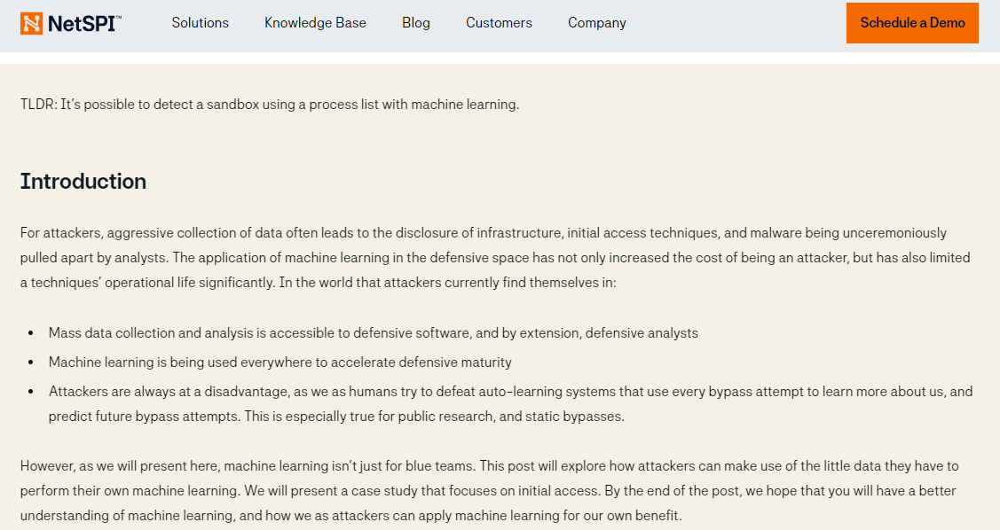 NetSPI™ Solutions Knowledge Base Blog Customers Company Schedule a Demo
TLDR: It’s possible to detect a sandbox using a process list with machine learning.
Introduction
For attackers, aggressive collection of data often leads to the disclosure of infrastructure, initial access techniques, and malware being unceremoniously
pulled apart by analysts. The application of machine learning in the defensive space has not only increased the cost of being an attacker, but has also limited
a techniques’ operational life significantly. In the world that attackers currently find themselves in:
• Mass data collection and analysis is accessible to defensive software, and by extension, defensive analysts
• Machine learning is being used everywhere to accelerate defensive maturity
• Attackers are always at a disadvantage, as we as humans try to defeat auto-learning systems that use every bypass attempt to learn more about us, and
predict future bypass attempts. This is especially true for public research, and static bypasses.
However, as we will present here, machine learning isn’t just for blue teams. This post will explore how attackers can make use of the little data they have to
perform their own machine learning. We will present a case study that focuses on initial access. By the end of the post, we hope that you will have a better
understanding of machine learning, and how we as attackers can apply machine learning for our own benefit.